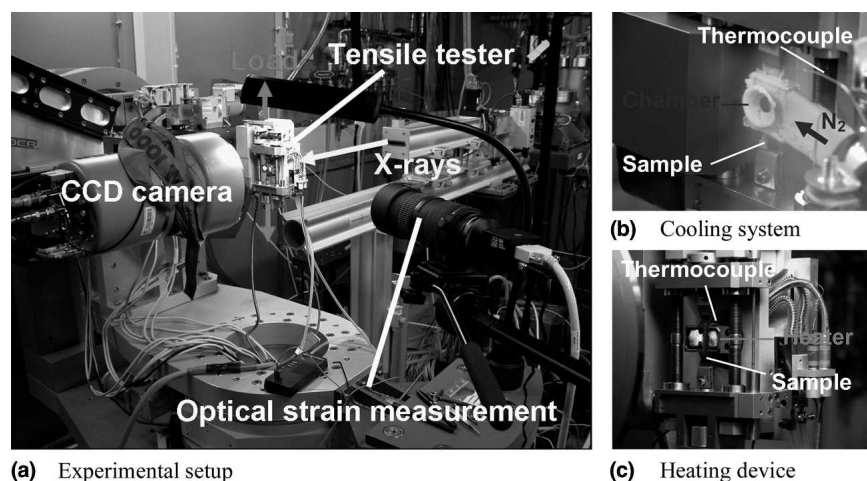 Load
Tensile tester
X-rays
CCD camera
1000
Optical strain measurement
(a) Experimental setup
Thermocouple
Chamber
N₂
Sample
(b) Cooling system
Thermocouple
Heater
Sample
(c) Heating device